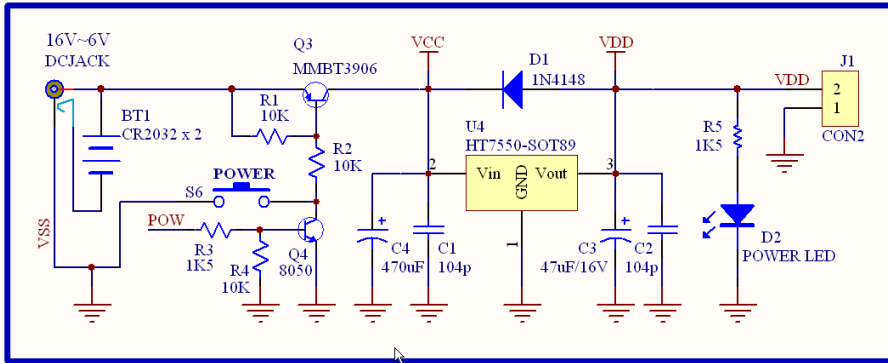 16V~6V
DCJACK
Q3
MMBT3906
VCC
D1
1N4148
VDD
J1
VDD
2
1
CON2
BT1
CR2032 x 2
R1
10K
R2
10K
U4
HT7550-SOT89
2
Vin
GND
Vout
3
1
R5
1K5
POWER
S6
POW
VSS
R3
1K5
R4
10K
Q4
8050
C4
470uF
C1
104p
C3
47uF/16V
C2
104p
D2
POWER LED